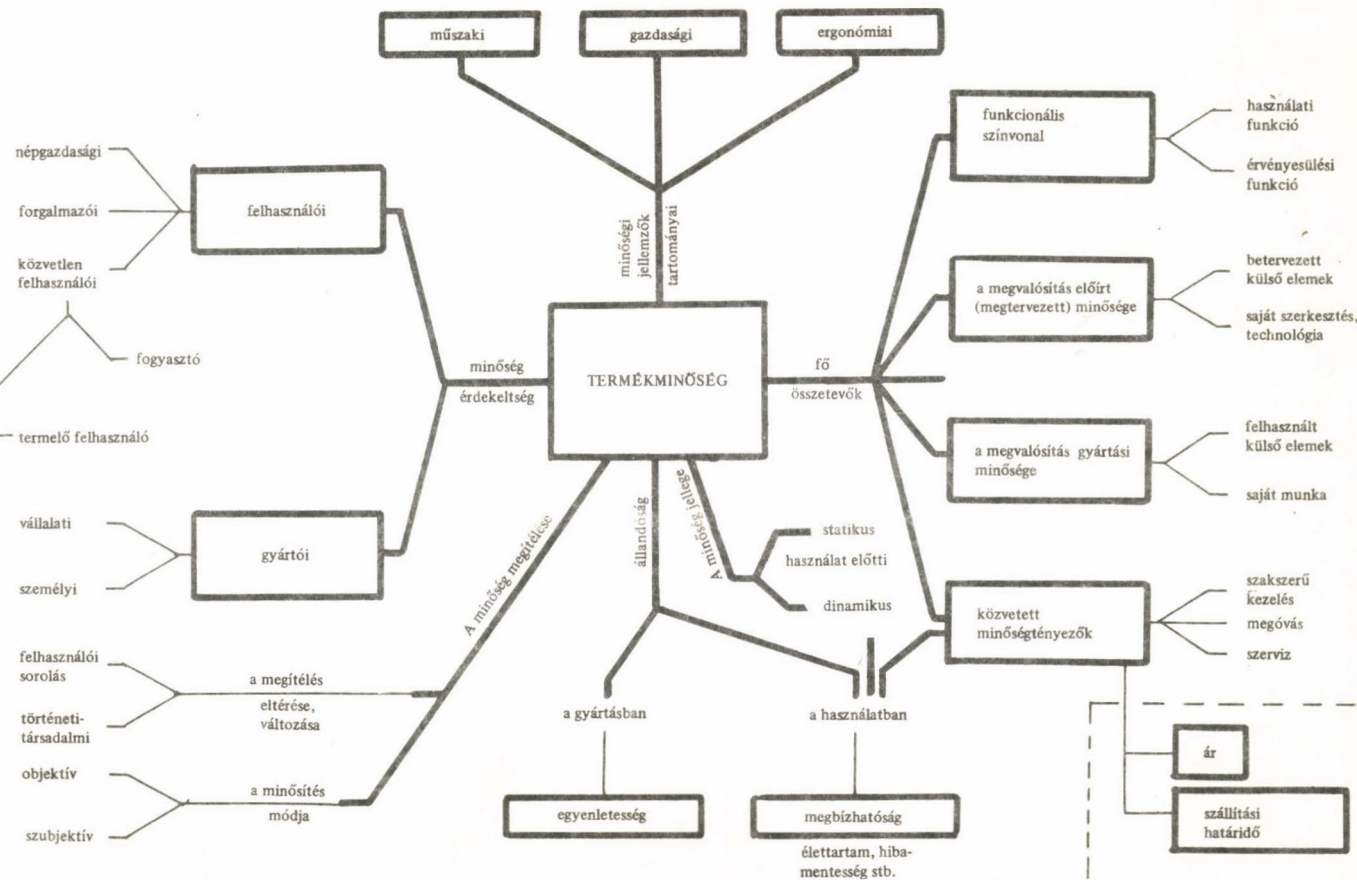 műszaki
gazdasági
ergonómiai
minőségi
jellemzők
tartományai
népgazdasági
forgalmazói
közvetlen
felhasználói
felhasználói
fogyasztó
termelő felhasználó
minőség
érdekeltség
vállalati
személyi
gyártói
TERMÉKMINŐSÉG
fő
összetevők
funkcionális
színvonal
használati
funkció
érvényesülési
funkció
a megvalósítás előírt
(megtervezett) minősége
betervezett
külső elemek
saját szerkesztés,
technológia
a megvalósítás gyártási
minősége
felhasznált
külső elemek
saját munka
közvetett
minőségtényezők
szakszerű
kezelés
megóvás
szerviz
ár
szállítási
határidő
A minőség megítélése
állandóság
A minőség jellege
statikus
használat előtti
dinamikus
felhasználói
sorolás
történeti-
társadalmi
a megítélés
eltérése,
változása
objektív
szubjektív
a minősítés
módja
a gyártásban
egyenletesség
a használatban
megbízhatóság
élettartam, hiba-
mentesség stb.